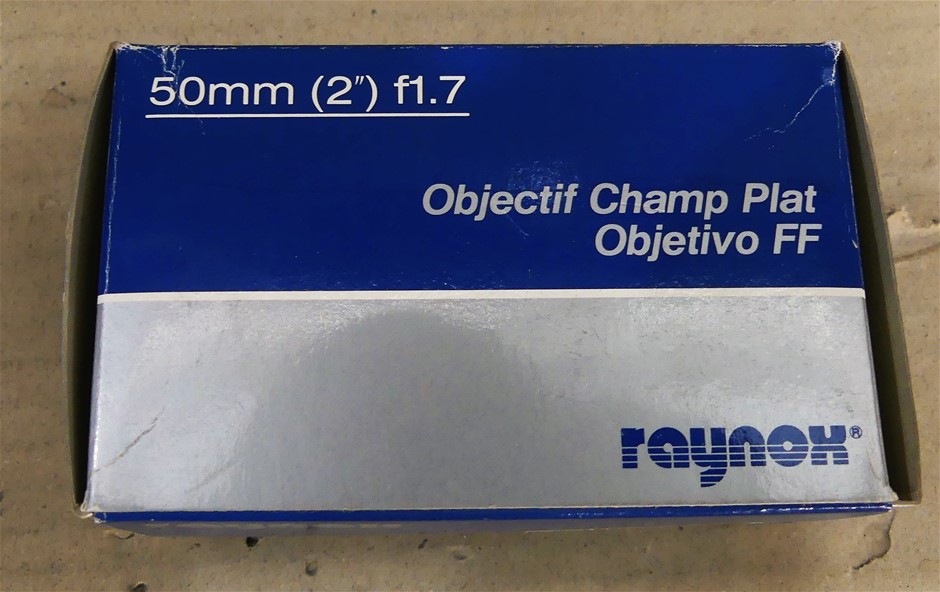 50mm (2") f1.7
Objectif Champ Plat
Objetivo FF
raynox®